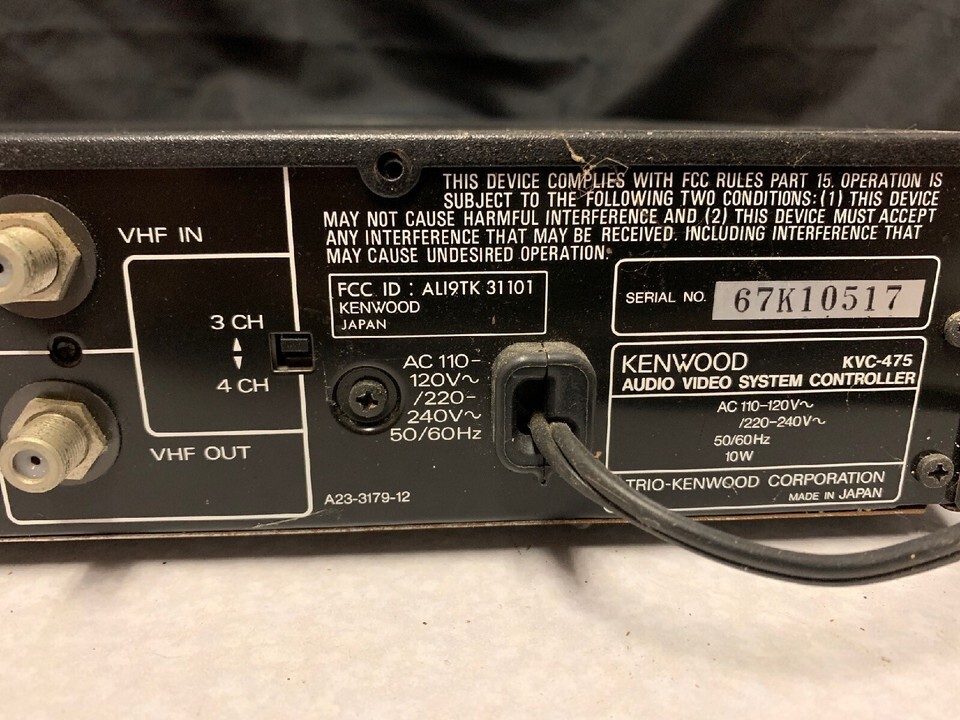 VHF IN
3 CH
4 CH
VHF OUT
THIS DEVICE COMPLIES WITH FCC RULES PART 15. OPERATION IS
SUBJECT TO THE FOLLOWING TWO CONDITIONS: (1) THIS DEVICE
MAY NOT CAUSE HARMFUL INTERFERENCE AND (2) THIS DEVICE MUST ACCEPT
ANY INTERFERENCE THAT MAY BE RECEIVED. INCLUDING INTERFERENCE THAT
MAY CAUSE UNDESIRED OPERATION.
FCC ID : ALI9TK 31101
KENWOOD
JAPAN
AC 110-
120V~
/220-
240V~
50/60Hz
A23-3179-12
SERIAL NO. 67K10517
KENWOOD KVC-475
AUDIO VIDEO SYSTEM CONTROLLER
AC 110-120V~
/220-240V~
50/60Hz
10W
TRIO-KENWOOD CORPORATION
MADE IN JAPAN